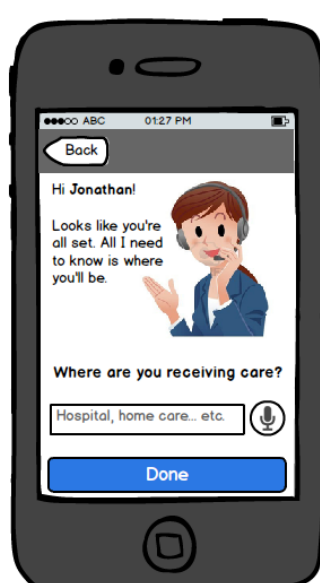 ABC 01:27 PM
Back
Hi Jonathan!
Looks like you're
all set. All I need
to know is where
you'll be.
Where are you receiving care?
Hospital, home care... etc.
Done